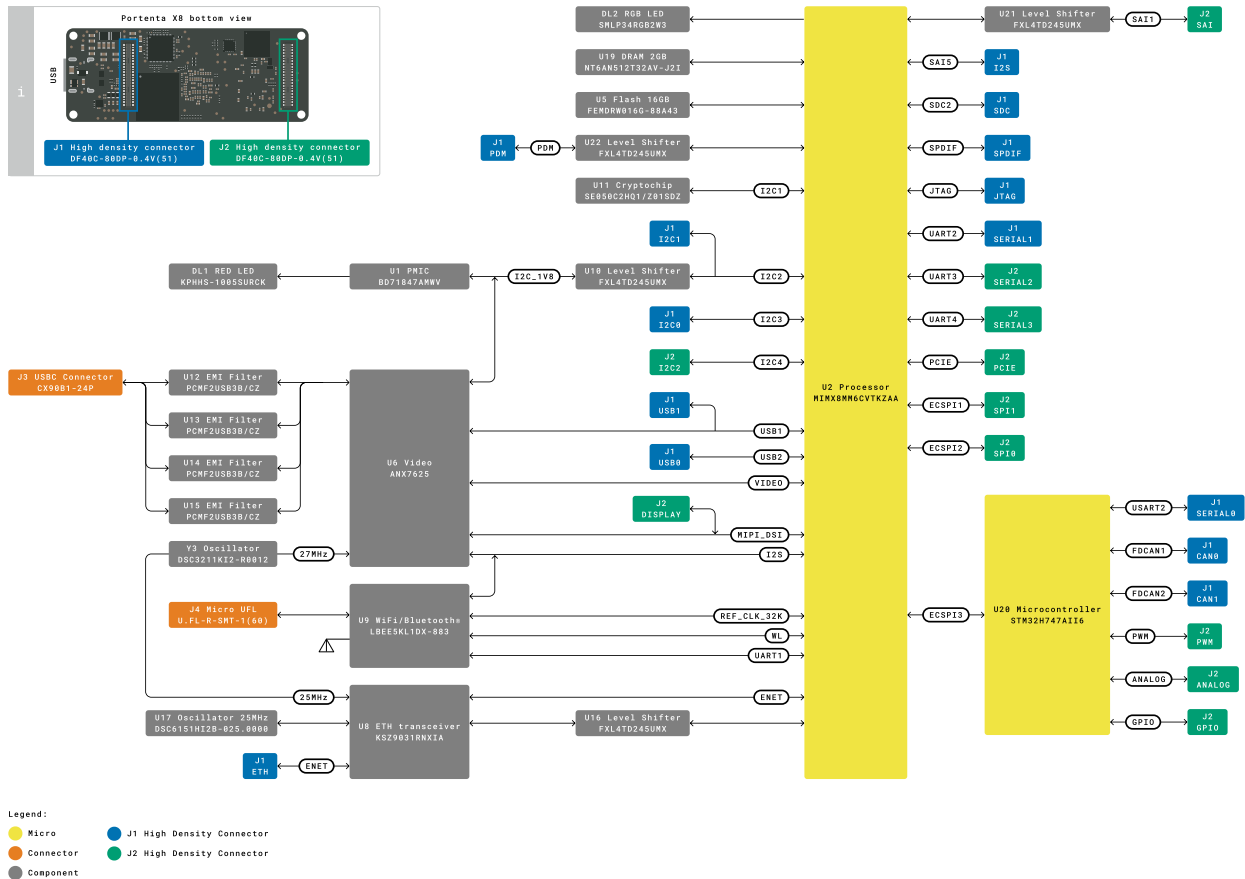 Portenta X8 bottom view
i
USB
J1 High density connector
DF40C-80DP-0.4V(51)
J2 High density connector
DF40C-80DP-0.4V(51)
DL2 RGB LED
SMLP34RGB2W3
U21 Level Shifter
FXL4TD245UMX
SAI1
J2
SAI
U19 DRAM 2GB
NT6AN512T32AV-J2I
SAI5
J1
I2S
U5 Flash 16GB
FEMDRW016G-88A43
SDC2
J1
SDC
J1
PDM
PDM
U22 Level Shifter
FXL4TD245UMX
SPDIF
J1
SPDIF
U11 Cryptochip
SE050C2HQ1/Z01SDZ
I2C1
JTAG
J1
JTAG
J1
I2C1
UART2
J1
SERIAL1
DL1 RED LED
KPHHS-1005SURCK
U1 PMIC
BD71847AMWV
I2C_1V8
U10 Level Shifter
FXL4TD245UMX
I2C2
UART3
J2
SERIAL2
J1
I2C0
I2C3
UART4
J2
SERIAL3
J2
I2C2
I2C4
PCIE
J2
PCIE
U2 Processor
MIMX8MM6CVTKZAA
J3 USBC Connector
CX90B1-24P
U12 EMI Filter
PCMF2USB3B/CZ
J1
USB1
USB1
ECSPI1
J2
SPI1
U13 EMI Filter
PCMF2USB3B/CZ
J1
USB0
USB2
ECSPI2
J2
SPI0
U14 EMI Filter
PCMF2USB3B/CZ
U6 Video
ANX7625
VIDEO
U15 EMI Filter
PCMF2USB3B/CZ
J2
DISPLAY
MIPI_DSI
USART2
J1
SERIAL0
Y3 Oscillator
DSC3211KI2-R0012
27MHz
I2S
FDCAN1
J1
CAN0
FDCAN2
J1
CAN1
J4 Micro UFL
U.FL-R-SMT-1(60)
U9 WiFi/Bluetooth®
LBEE5KL1DX-883
REF_CLK_32K
WL
UART1
ECSPI3
U20 Microcontroller
STM32H747AII6
PWM
J2
PWM
ANALOG
J2
ANALOG
25MHz
ENET
U17 Oscillator 25MHz
DSC6151HI2B-025.0000
U8 ETH transceiver
KSZ9031RNXIA
U16 Level Shifter
FXL4TD245UMX
GPIO
J2
GPIO
J1
ETH
ENET
Legend:
Micro
J1 High Density Connector
Connector
J2 High Density Connector
Component